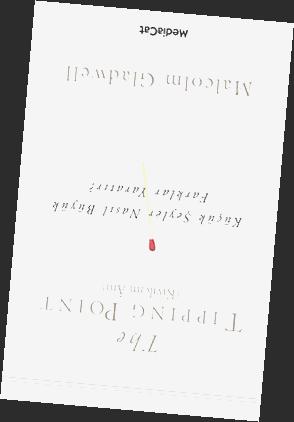 The
TIPPING POINT
(Kıvılcım Anı)
Küçük Şeyler Nasıl Büyük
Farklar Yaratır?
Malcolm Gladwell
MediaCat